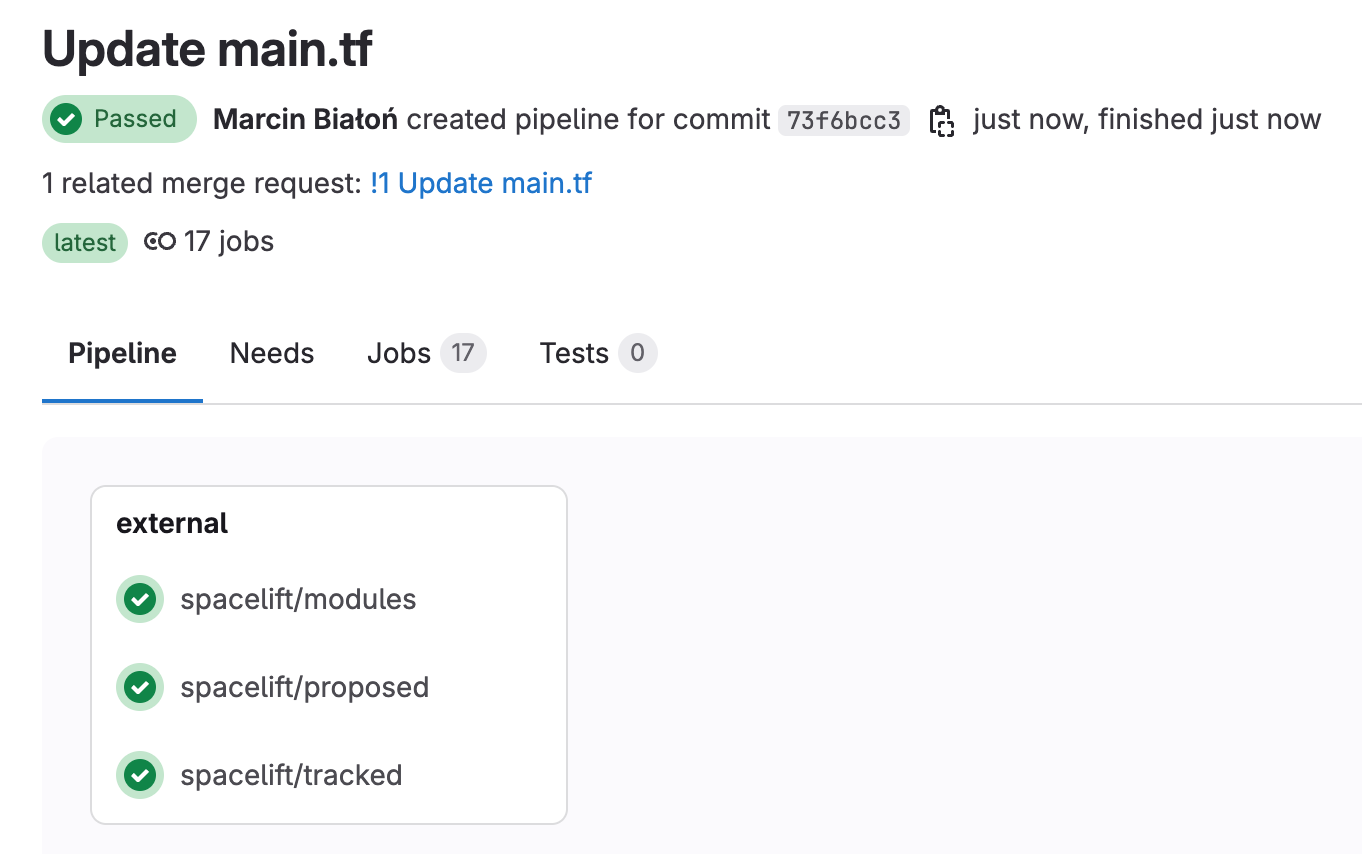 Update main.tf
Passed Marcin Białoń created pipeline for commit 73f6bcc3 just now, finished just now
1 related merge request: !1 Update main.tf
latest 17 jobs
Pipeline Needs Jobs 17 Tests 0
external
spacelift/modules
spacelift/proposed
spacelift/tracked